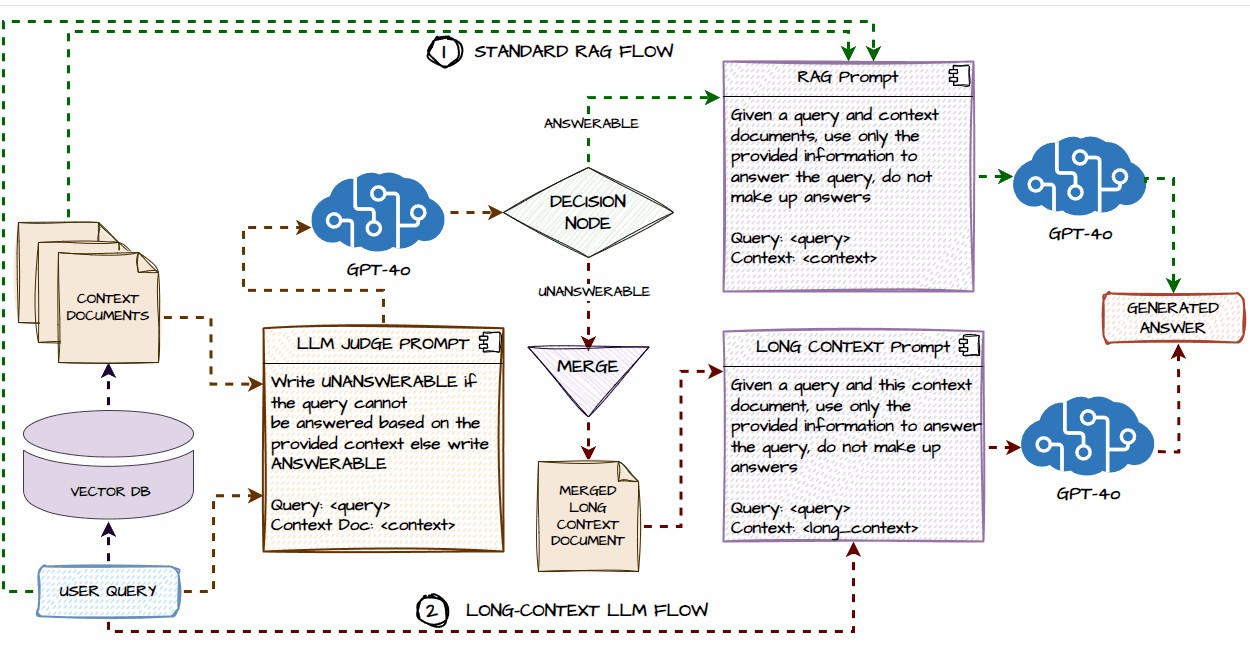 1 STANDARD RAG FLOW
RAG Prompt
Given a query and context
documents, use only the
provided information to
answer the query, do not
make up answers
Query: <query>
Context: <context>
ANSWERABLE
DECISION
NODE
UNANSWERABLE
GPT-4o
GPT-4o
CONTEXT
DOCUMENTS
GENERATED
ANSWER
LLM JUDGE PROMPT
Write UNANSWERABLE if
the query cannot
be answered based on the
provided context else write
ANSWERABLE
Query: <query>
Context Doc: <context>
MERGE
LONG CONTEXT Prompt
Given a query and this context
document, use only the
provided information to answer
the query, do not make up
answers
Query: <query>
Context: <long_context>
VECTOR DB
MERGED
LONG
CONTEXT
DOCUMENT
GPT-4o
USER QUERY
2 LONG-CONTEXT LLM FLOW